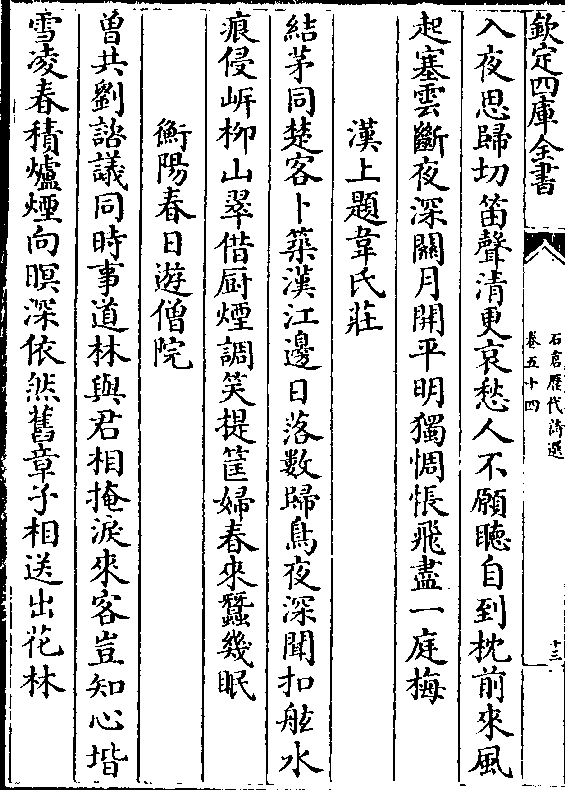 欽定四庫全書
石倉歷代詩選
卷五十四
十三
入夜思歸切笛聲清更哀愁人不願聽自到枕前來風
起塞雲斷夜深關月開平明獨惆悵飛盡一庭梅
漢上題韋氏莊
結茅同楚客卜築漢江邊日落數歸鳥夜深聞扣舷水
痕侵岍柳山翠借厨煙調笑提筐婦春來蠶幾眠
衡陽春日遊僧院
曽共劉諮議同時事道林與君相掩淚來客豈知心堦
雪凌春積爐煙向暝深依然舊章子相送出花林